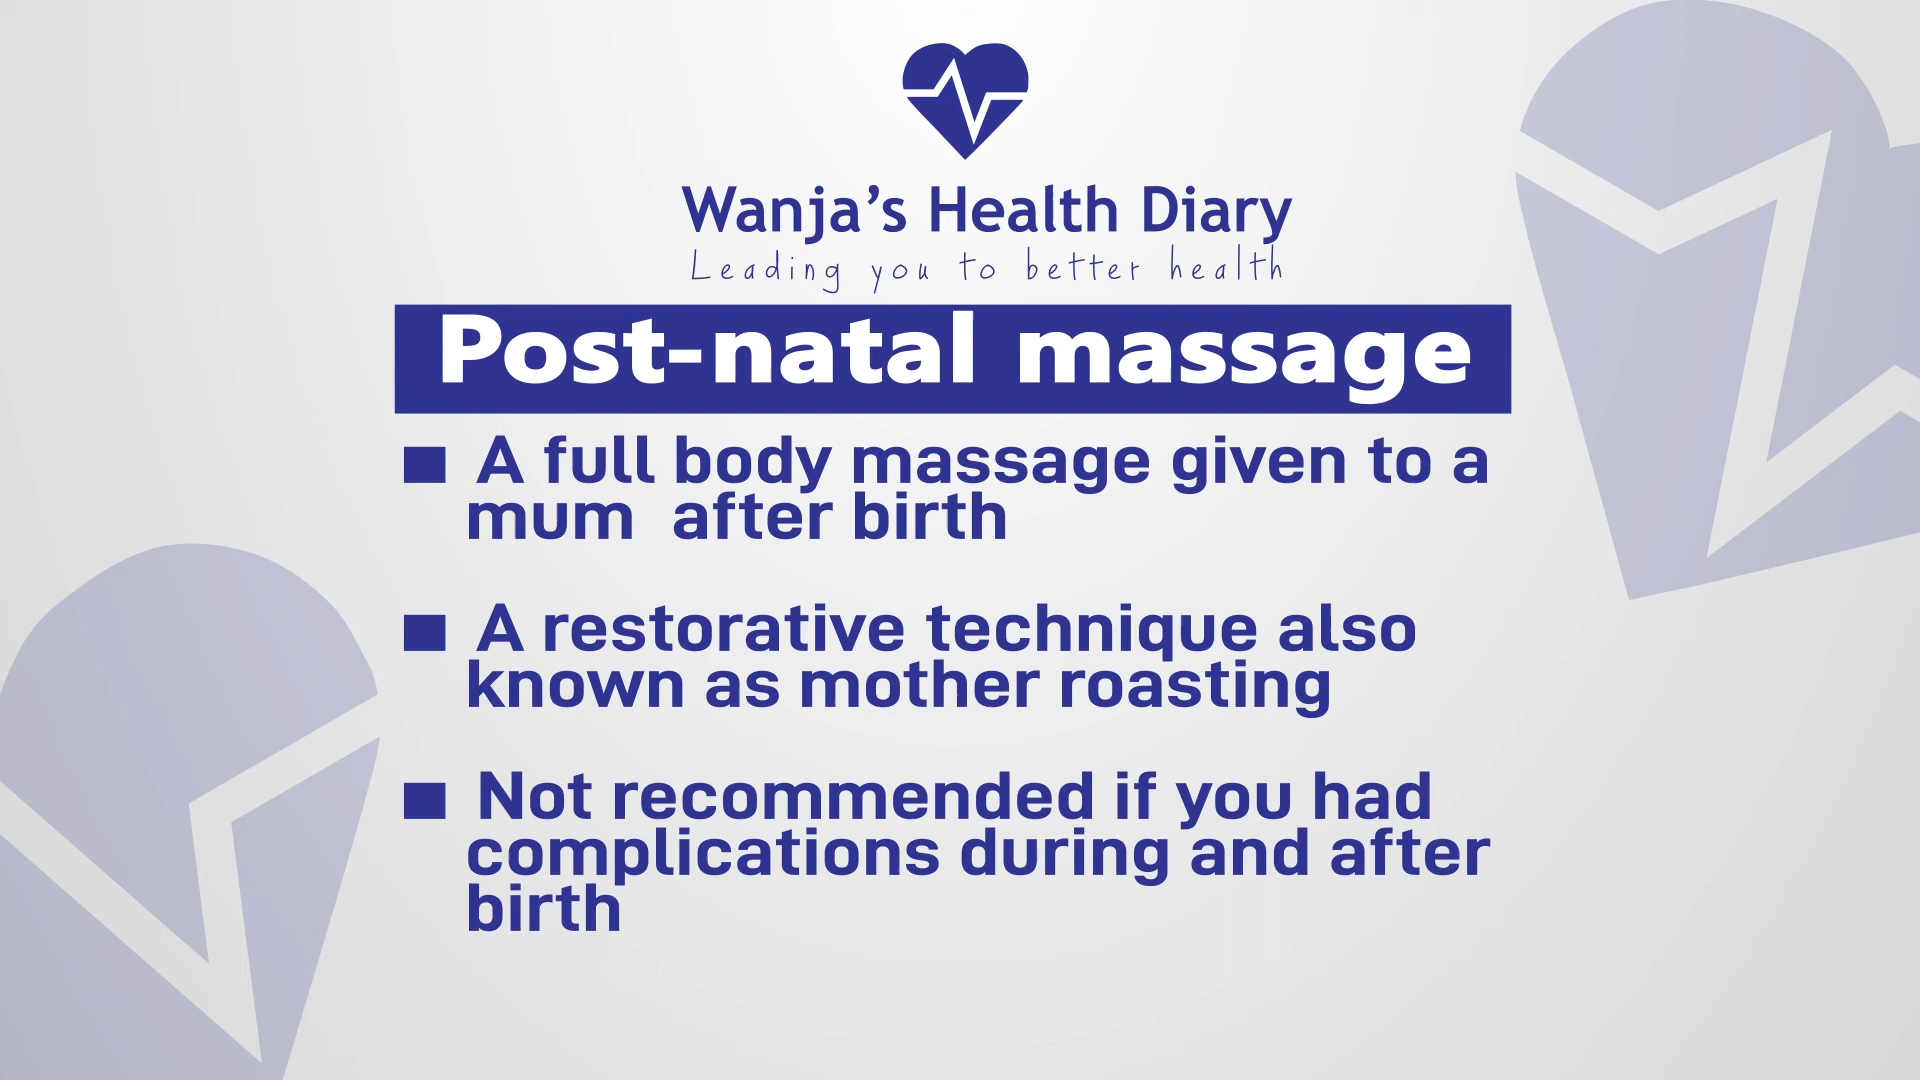 Wanja’s Health Diary
Leading you to better health
Post-natal massage
■ A full body massage given to a
mum after birth
■ A restorative technique also
known as mother roasting
■ Not recommended if you had
complications during and after
birth